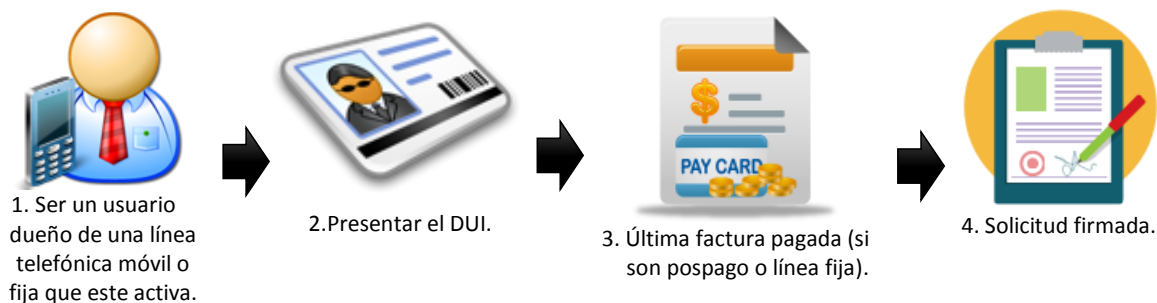 1. Ser un usuario
dueño de una línea
telefónica móvil o
fija que este activa.
2.Presentar el DUI.
$
PAY CARD
3. Última factura pagada (si
son pospago o línea fija).
4. Solicitud firmada.